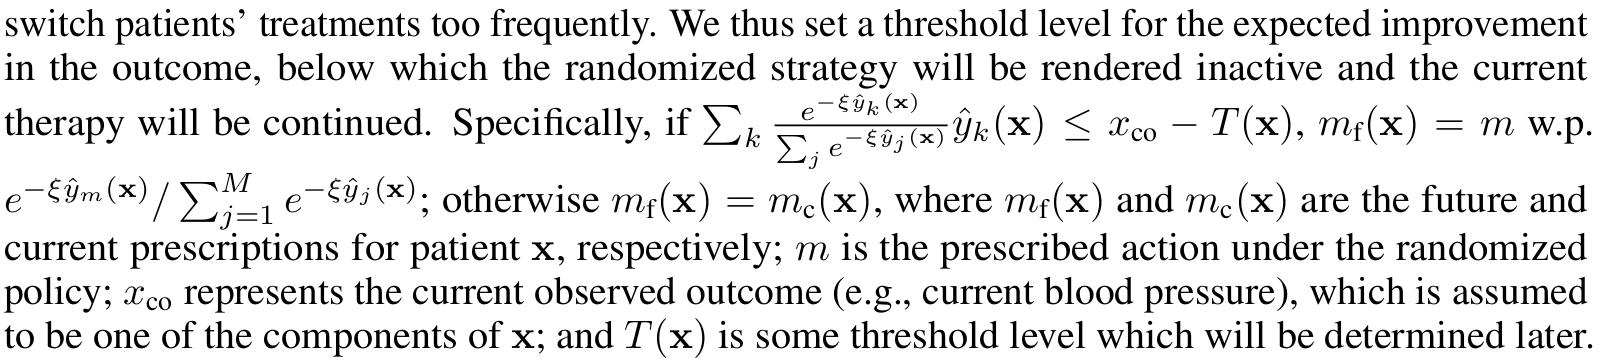 switch patients' treatments too frequently. We thus set a threshold level for the expected improvement
in the outcome, below which the randomized strategy will be rendered inactive and the current
therapy will be continued. Specifically, if $\sum_k \frac{e^{-\xi \hat{y}_k(\mathbf{x})}}{\sum_j e^{-\xi \hat{y}_j(\mathbf{x})}} \hat{y}_k(\mathbf{x}) \leq x_{\text{co}} - T(\mathbf{x})$, $m_{\text{f}}(\mathbf{x}) = m$ w.p.
$e^{-\xi \hat{y}_m(\mathbf{x})} / \sum_{j=1}^{M} e^{-\xi \hat{y}_j(\mathbf{x})}$; otherwise $m_{\text{f}}(\mathbf{x}) = m_{\text{c}}(\mathbf{x})$, where $m_{\text{f}}(\mathbf{x})$ and $m_{\text{c}}(\mathbf{x})$ are the future and
current prescriptions for patient $\mathbf{x}$, respectively; $m$ is the prescribed action under the randomized
policy; $x_{\text{co}}$ represents the current observed outcome (e.g., current blood pressure), which is assumed
to be one of the components of $\mathbf{x}$; and $T(\mathbf{x})$ is some threshold level which will be determined later.